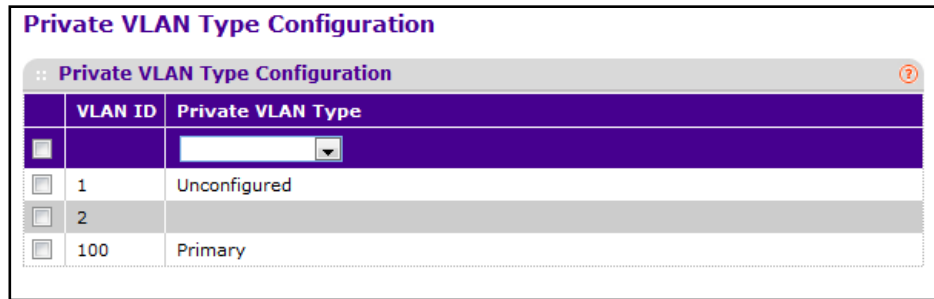 Private VLAN Type Configuration
Private VLAN Type Configuration ?
VLAN ID Private VLAN Type
1 Unconfigured
2
100 Primary